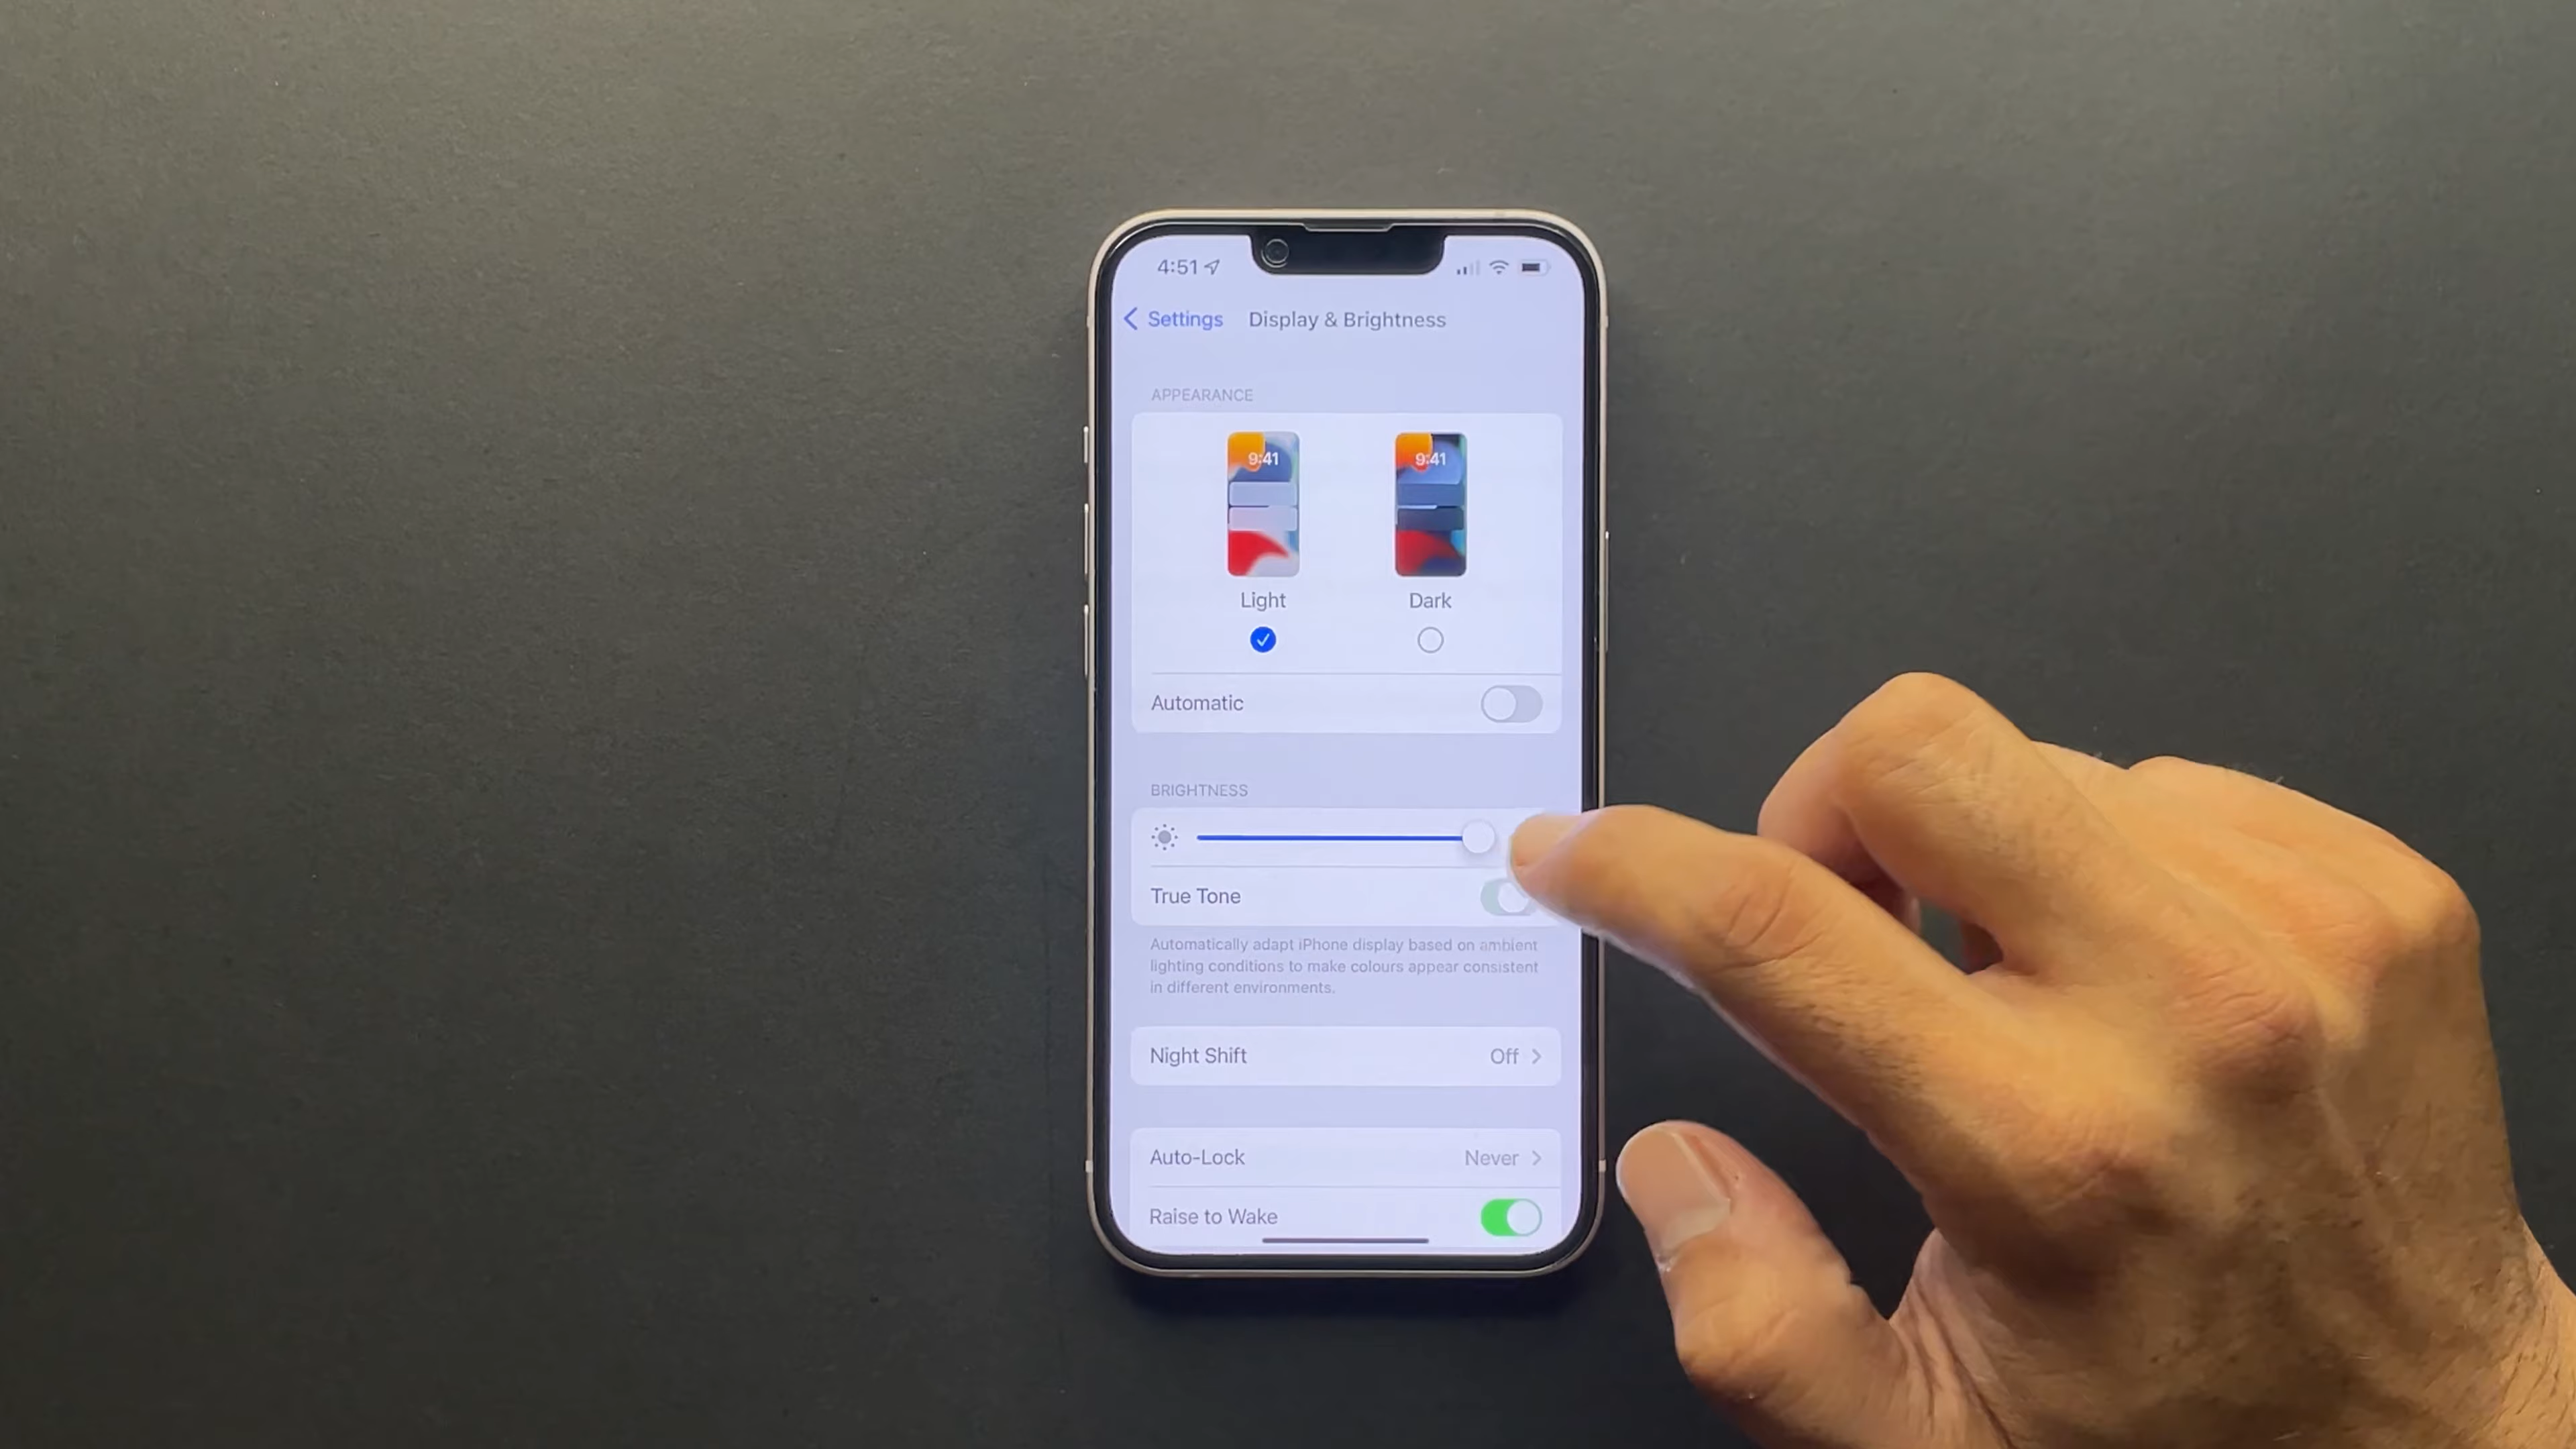 4:51
Settings Display & Brightness
APPEARANCE
9:41 9:41
Light Dark
Automatic
BRIGHTNESS
True Tone
Automatically adapt iPhone display based on ambient
lighting conditions to make colours appear consistent
in different environments.
Night Shift Off
Auto-Lock Never
Raise to Wake